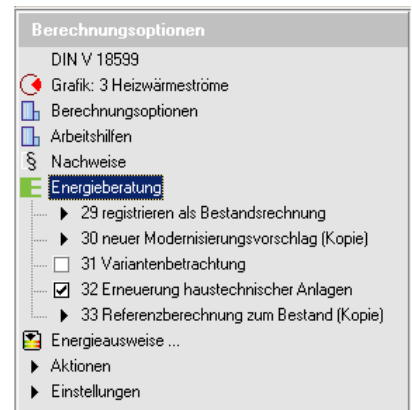 Berechnungsoptionen
DIN V 18599
Grafik: 3 Heizwärmeströme
Berechnungsoptionen
Arbeitshilfen
§ Nachweise
Energieberatung
29 registrieren als Bestandsrechnung
30 neuer Modernisierungsvorschlag (Kopie)
31 Variantenbetrachtung
32 Erneuerung haustechnischer Anlagen
33 Referenzberechnung zum Bestand (Kopie)
Energieausweise ...
Aktionen
Einstellungen